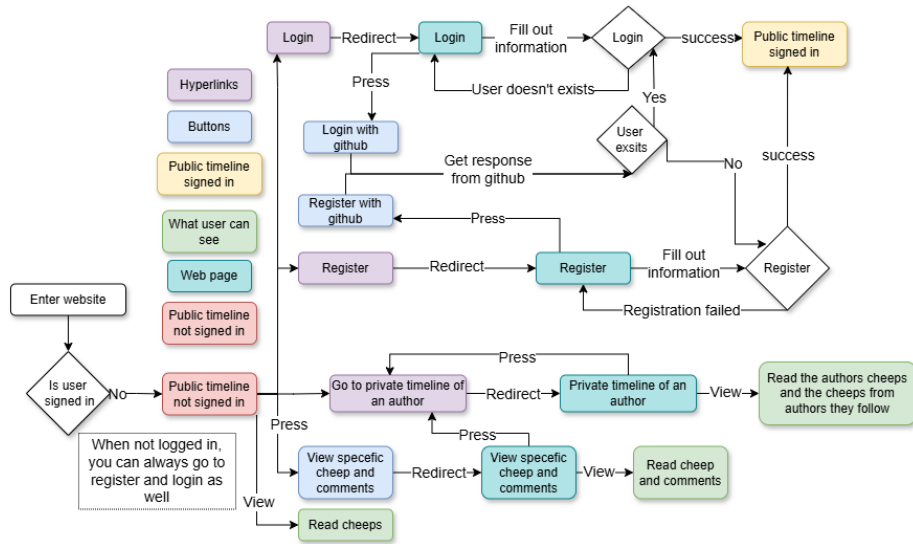 Login
Redirect
Login
Fill out
information
Login
success
Public timeline
signed in
Hyperlinks
Press
User doesn't exists
Yes
Buttons
Login with
github
User
exsits
Public timeline
signed in
Get response
from github
No
success
What user can
see
Register with
github
Press
Web page
Register
Redirect
Register
Fill out
information
Register
Enter website
Public timeline
not signed in
Registration failed
Is user
signed in
No
Public timeline
not signed in
Press
Go to private timeline of
an author
Redirect
Private timeline of an
author
View
Read the authors cheeps
and the cheeps from
authors they follow
When not logged in,
you can always go to
register and login as
well
Press
Press
View specefic
cheep and
comments
Redirect
View specefic
cheep and
comments
View
Read cheep
and comments
View
Read cheeps